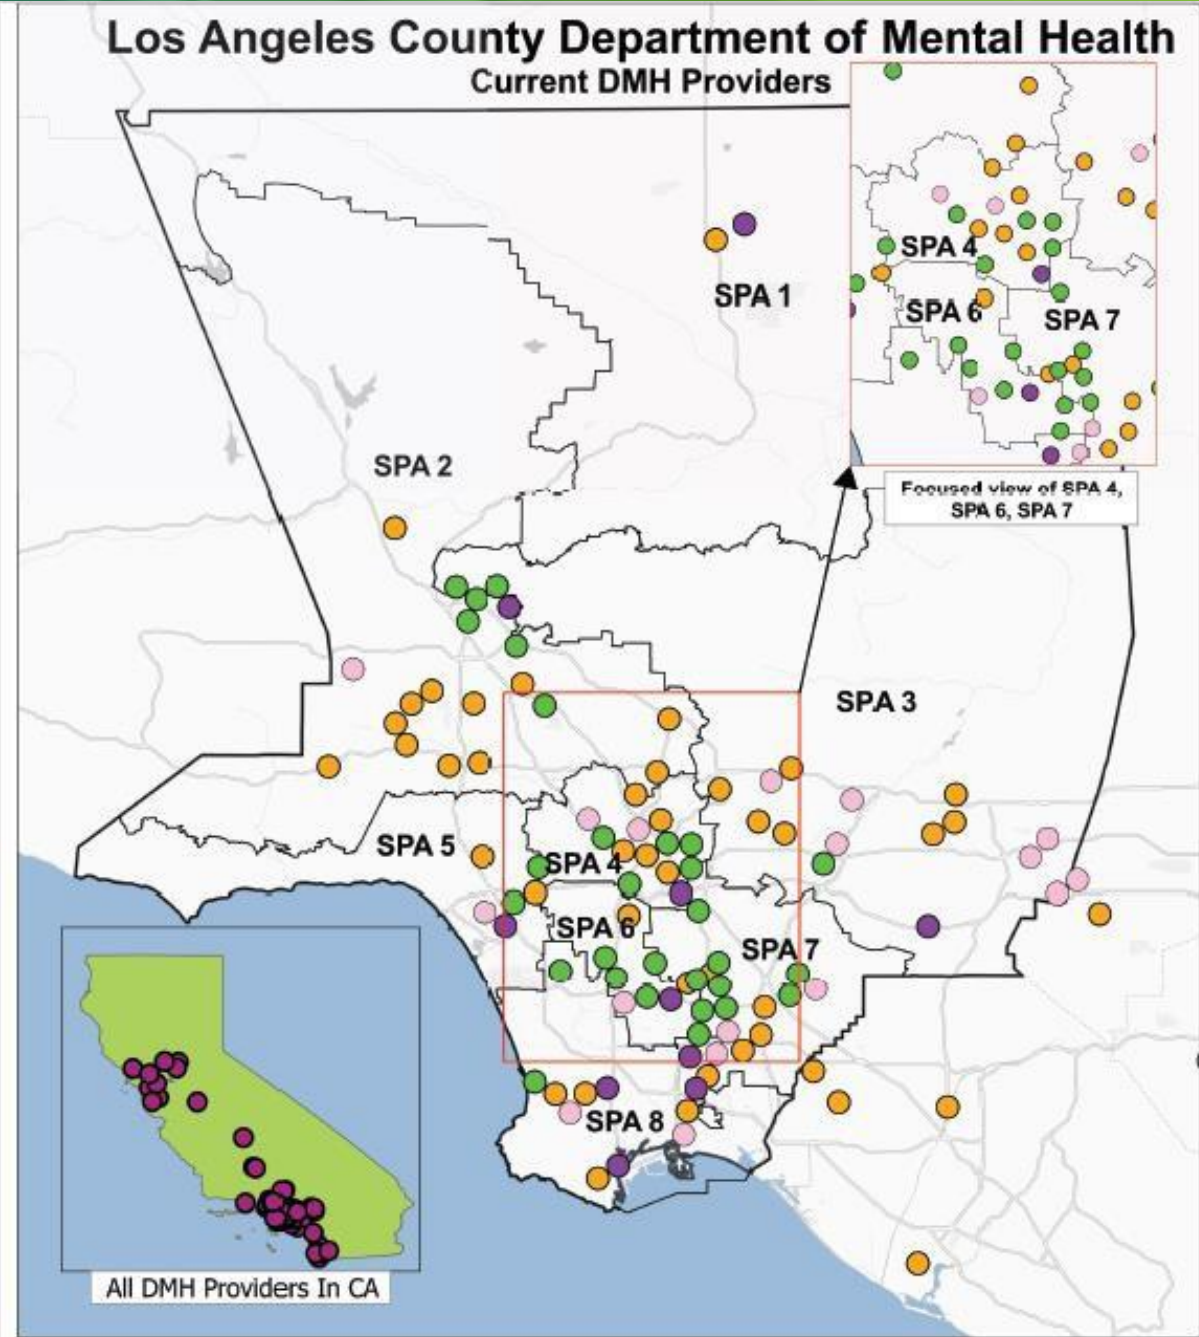 Los Angeles County Department of Mental Health
Current DMH Providers
SPA 4
SPA 6
SPA 7
Focused view of SPA 4,
SPA 6, SPA 7
SPA 1
SPA 2
SPA 3
SPA 5
SPA 4
SPA 6
SPA 7
SPA 8
All DMH Providers In CA